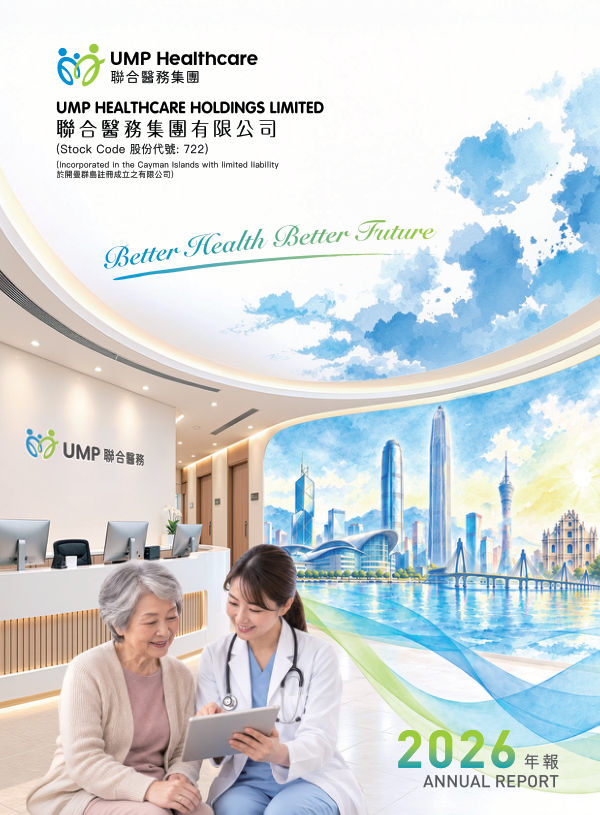 UMP Healthcare
聯合醫務集團
UMP HEALTHCARE HOLDINGS LIMITED
聯合醫務集團有限公司
(Stock Code 股份代號: 722)
(Incorporated in the Cayman Islands with limited liability
於開曼群島註冊成立之有限公司)
Better Health Better Future
UMP 聯合醫務
2026 年報
ANNUAL REPORT